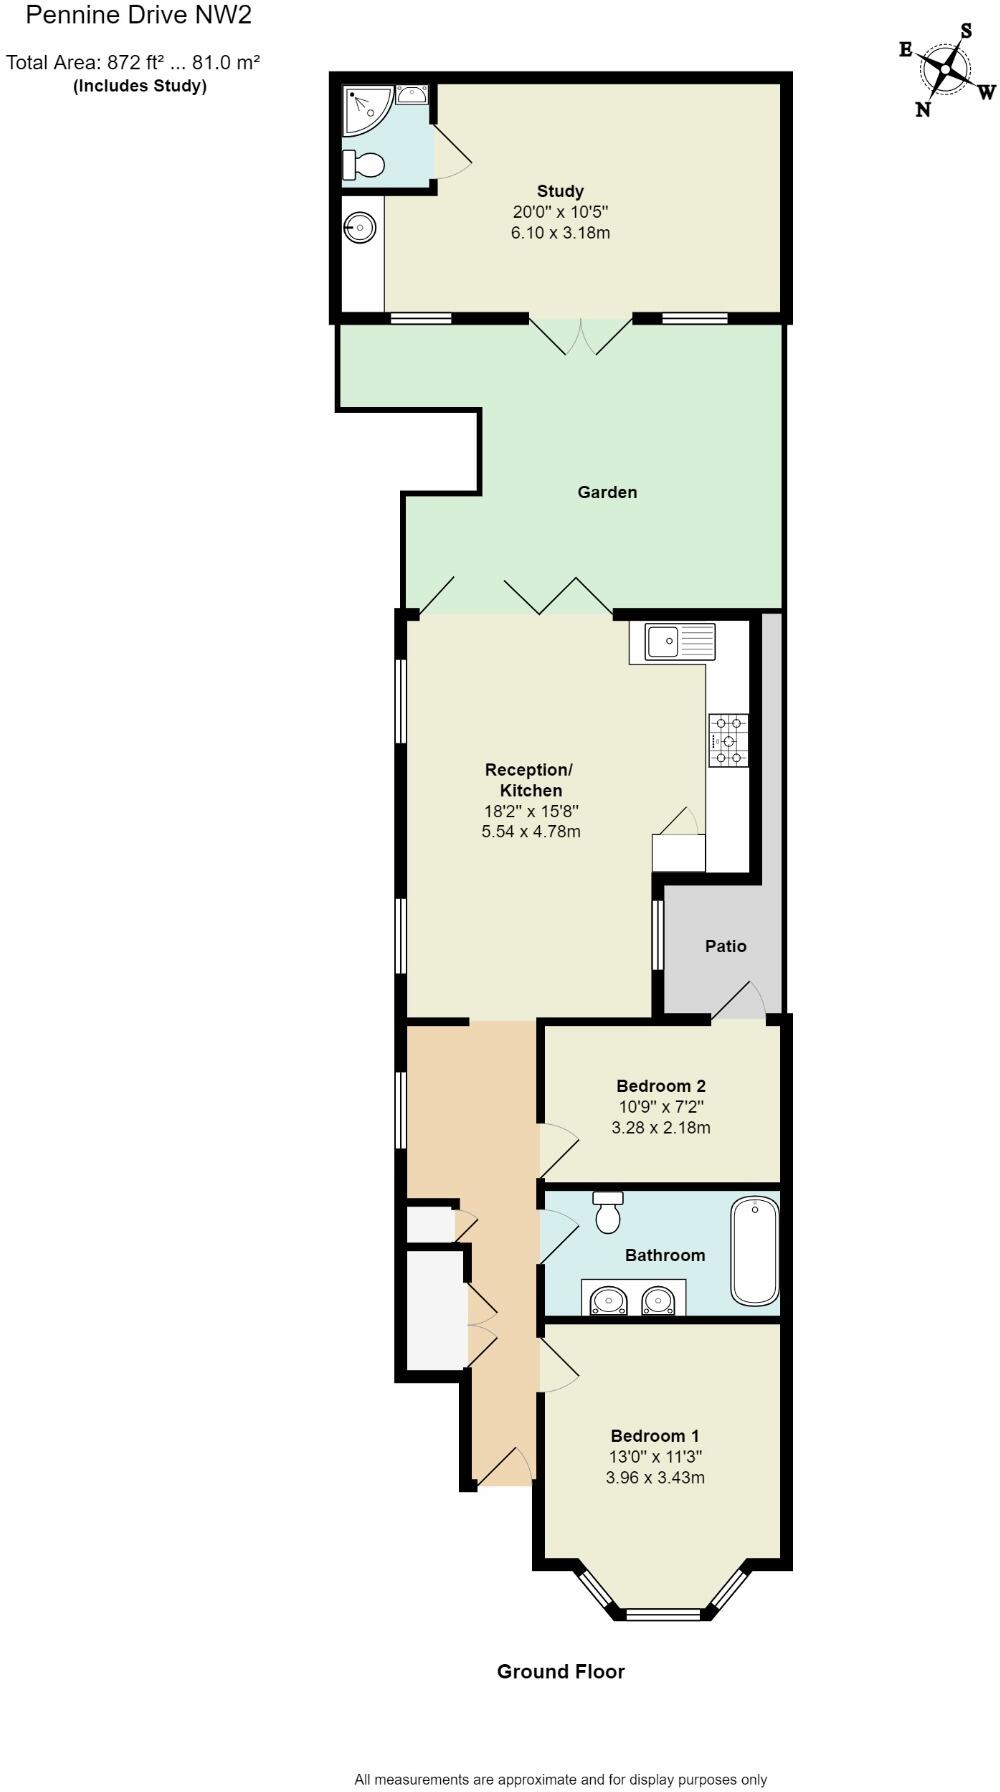 Pennine Drive NW2
Total Area: 872 ft² ... 81.0 m²
(Includes Study)
S
E
W
N
Study
20'0" x 10'5"
6.10 x 3.18m
Garden
Reception/
Kitchen
18'2" x 15'8"
5.54 x 4.78m
Patio
Bedroom 2
10'9" x 7'2"
3.28 x 2.18m
Bathroom
Bedroom 1
13'0" x 11'3"
3.96 x 3.43m
Ground Floor
All measurements are approximate and for display purposes only